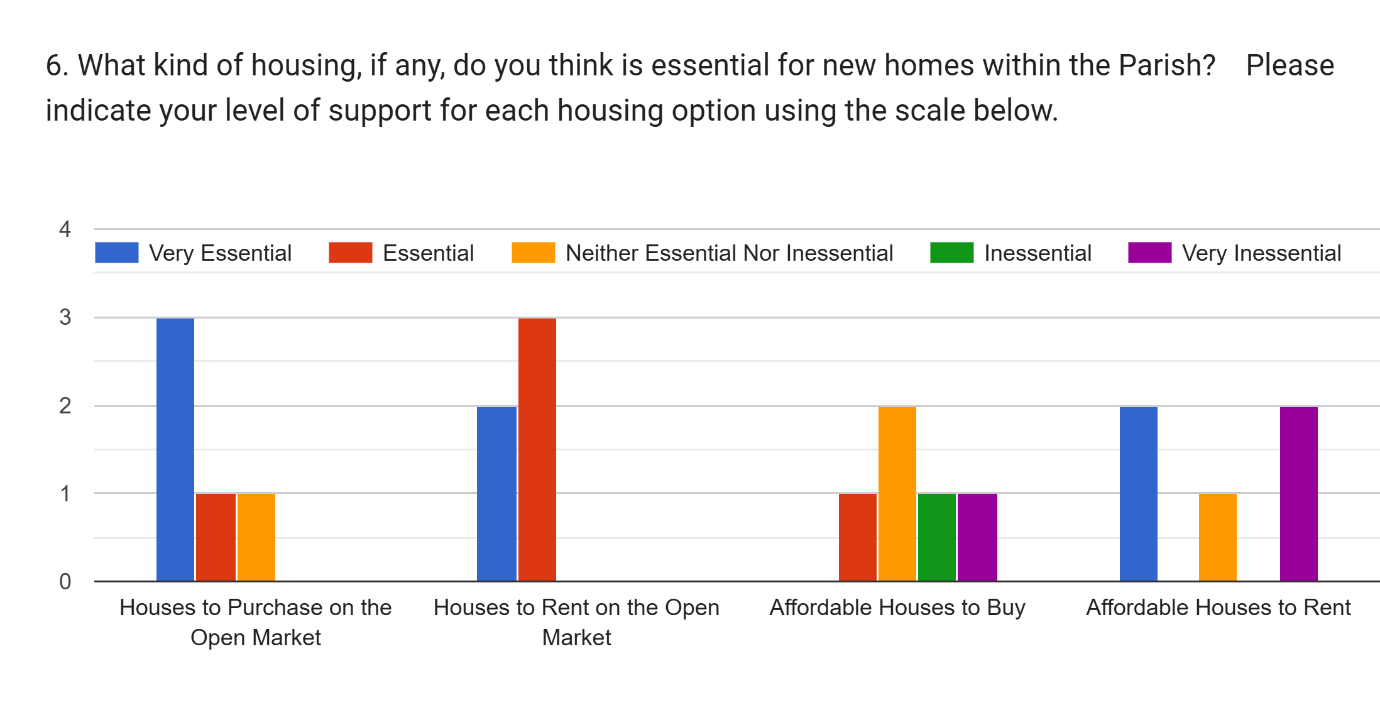 6. What kind of housing, if any, do you think is essential for new homes within the Parish? Please
indicate your level of support for each housing option using the scale below.
4
Very Essential Essential Neither Essential Nor Inessential Inessential Very Inessential
3
2
1
0
Houses to Purchase on the Open Market
Houses to Rent on the Open Market
Affordable Houses to Buy
Affordable Houses to Rent